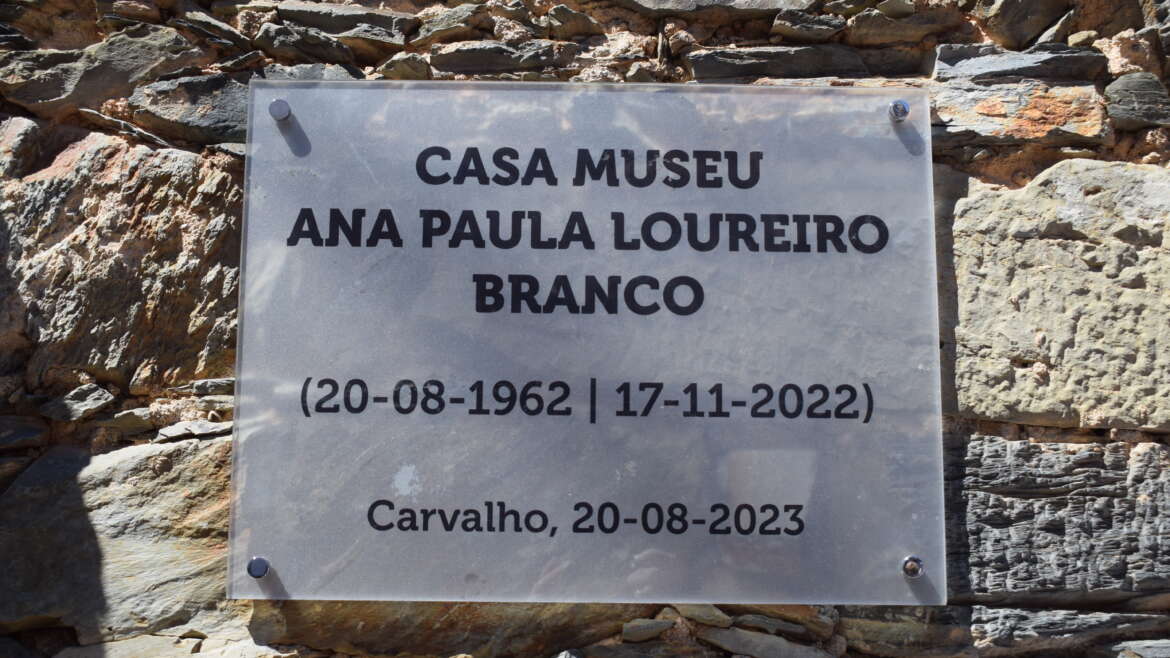 CASA MUSEU
ANA PAULA LOUREIRO
BRANCO
(20-08-1962 | 17-11-2022)
Carvalho, 20-08-2023